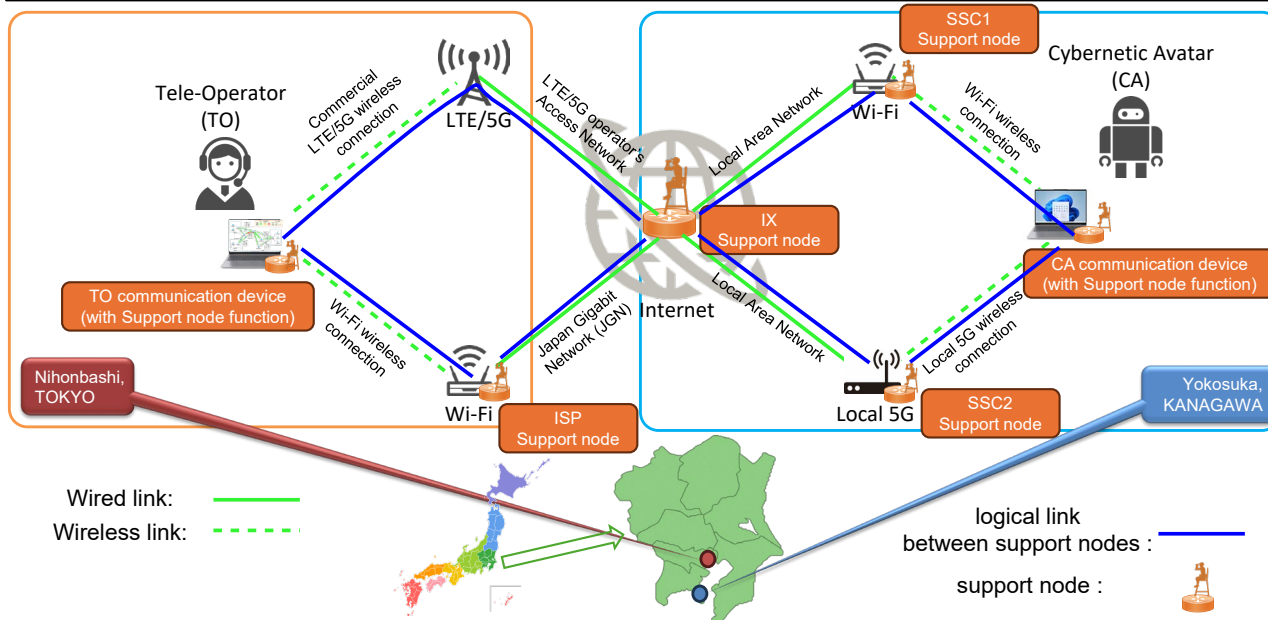 SSC1
Support node
Cybernetic Avatar
(CA)
Tele-Operator
(TO)
Commercial
LTE/5G wireless
connection
LTE/5G
LTE/5G operator's
Access Network
Local Area Network
Wi-Fi
Wi-Fi wireless
connection
IX
Support node
TO communication device
(with Support node function)
CA communication device
(with Support node function)
Internet
Wi-Fi wireless
connection
Japan Gigabit
Network (JGN)
Local Area Network
Local 5G wireless
connection
Nihonbashi,
TOKYO
Wi-Fi
ISP
Support node
Local 5G
SSC2
Support node
Yokosuka,
KANAGAWA
Wired link:
Wireless link:
logical link
between support nodes :
support node :